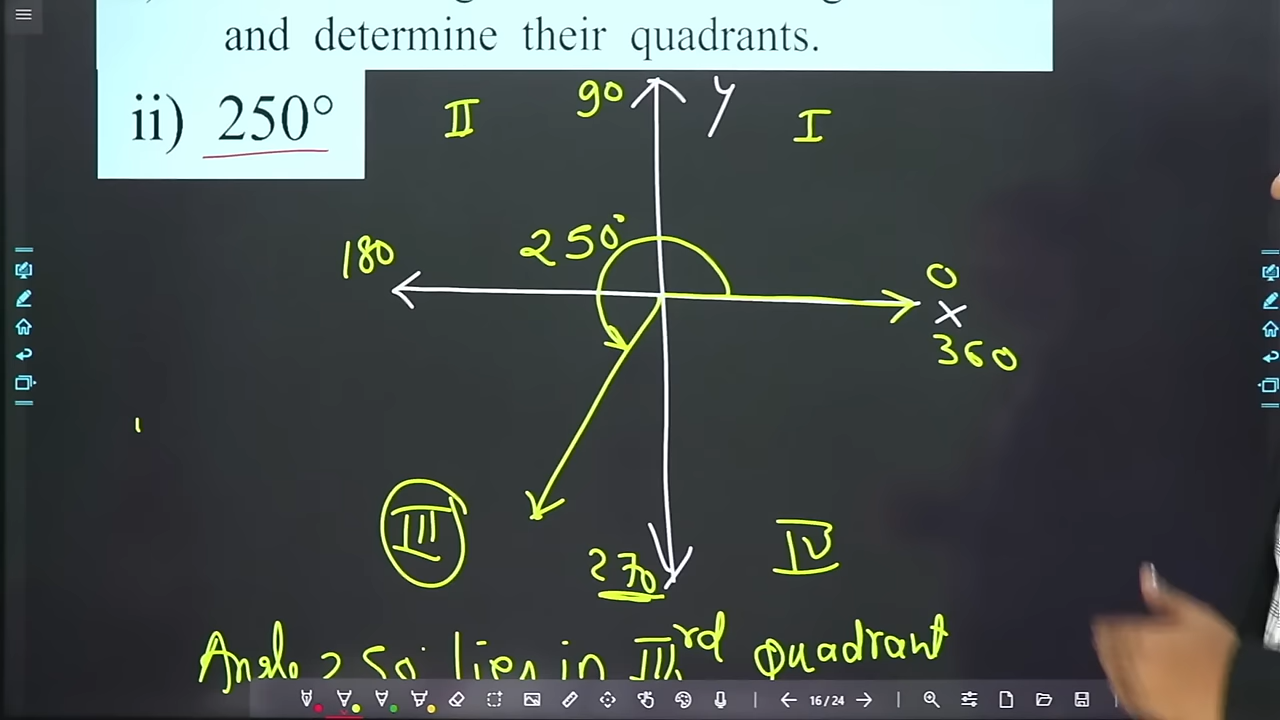 and determine their quadrants.
ii) 250°
II
90
y
I
250°
180
0
x
360
III
270
IV
Angle 250° lies in IIIrd Quadrant
16/24